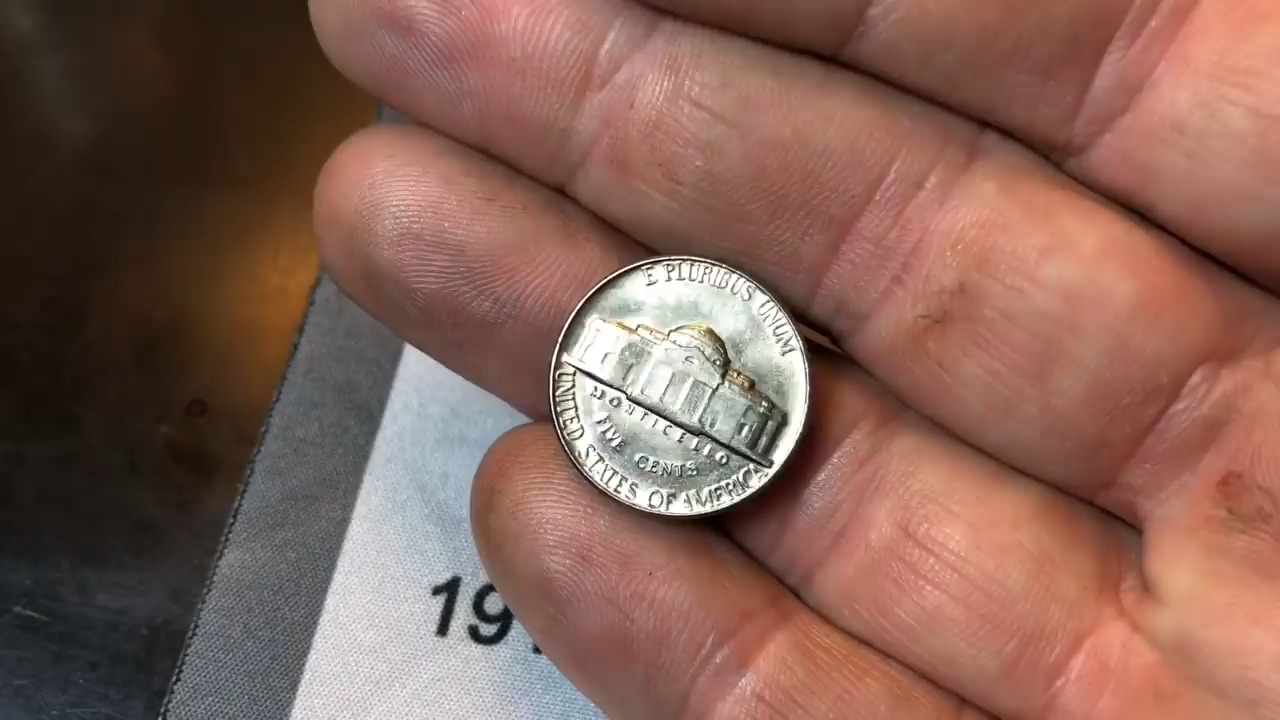 E PLURIBUS UNUM
MONTICELLO
FIVE CENTS
UNITED STATES OF AMERICA
19